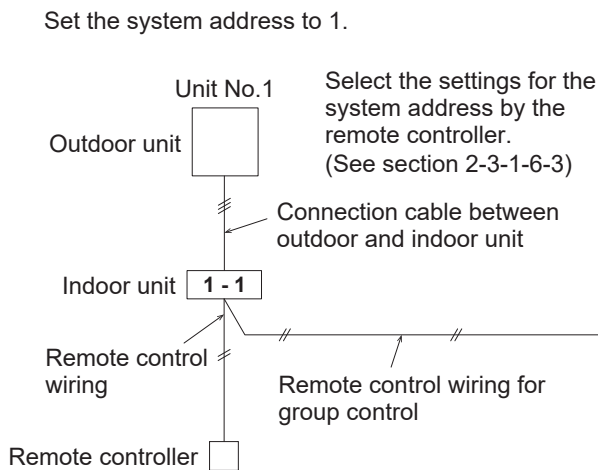 Set the system address to 1.
Unit No.1
Select the settings for the
system address by the
remote controller.
(See section 2-3-1-6-3)
Outdoor unit
Connection cable between
outdoor and indoor unit
Indoor unit
1 - 1
Remote control
wiring
Remote control wiring for
group control
Remote controller